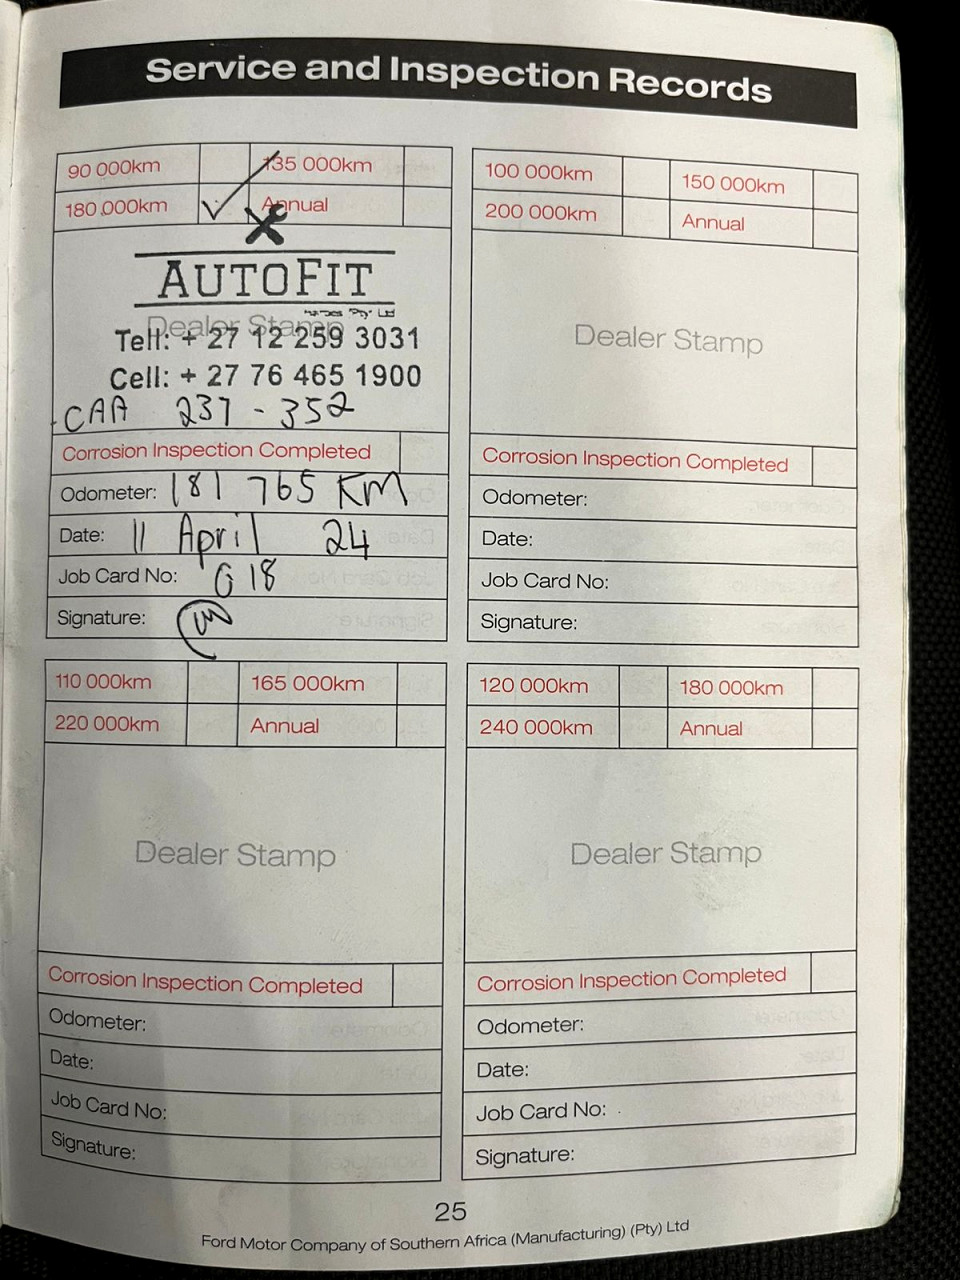 Service and Inspection Records
90 000km 135 000km
180 000km Annual
AUTOFIT
Pty Ltd
Dealer Stamp
Tell: + 27 12 259 3031
Cell: + 27 76 465 1900
CAA 237 - 352
Corrosion Inspection Completed
Odometer: 181 765 KM
Date: 11 April 24
Job Card No: G 18
Signature:
100 000km 150 000km
200 000km Annual
Dealer Stamp
Corrosion Inspection Completed
Odometer:
Date:
Job Card No:
Signature:
110 000km 165 000km
220 000km Annual
Dealer Stamp
Corrosion Inspection Completed
Odometer:
Date:
Job Card No:
Signature:
120 000km 180 000km
240 000km Annual
Dealer Stamp
Corrosion Inspection Completed
Odometer:
Date:
Job Card No:
Signature:
25
Ford Motor Company of Southern Africa (Manufacturing) (Pty) Ltd